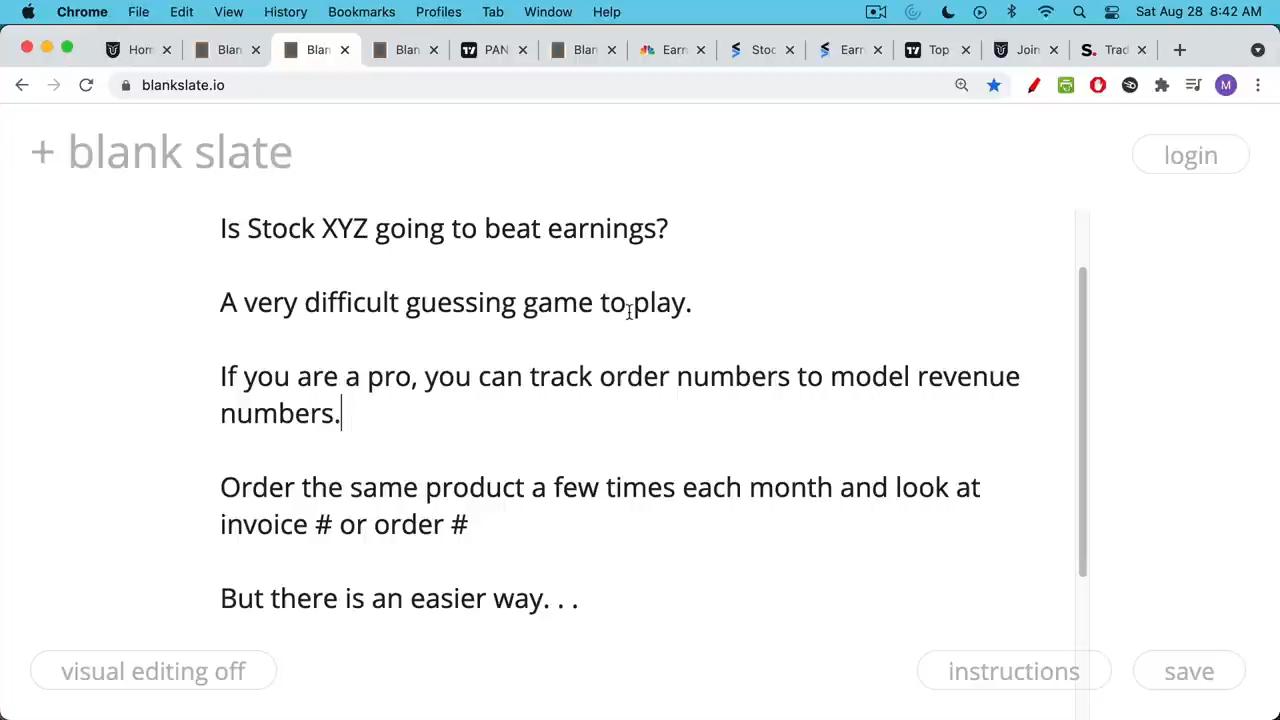 Chrome File Edit View History Bookmarks Profiles Tab Window Help Sat Aug 28 8:42 AM
Hom Blan Blan Blan PAN Blan Earn Stoc Earn Top Join Trad
blankslate.io M
+ blank slate
login
Is Stock XYZ going to beat earnings?
A very difficult guessing game to play.
If you are a pro, you can track order numbers to model revenue
numbers.
Order the same product a few times each month and look at
invoice # or order #
But there is an easier way. . .
visual editing off instructions save